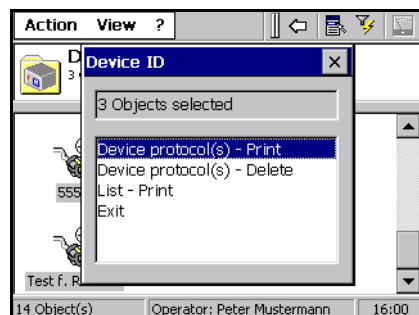 Action View ?
D
3
Device ID
3 Objects selected
Device protocol(s) - Print
Device protocol(s) - Delete
List - Print
Exit
555
Test f. R
14 Object(s) Operator: Peter Mustermann 16:00